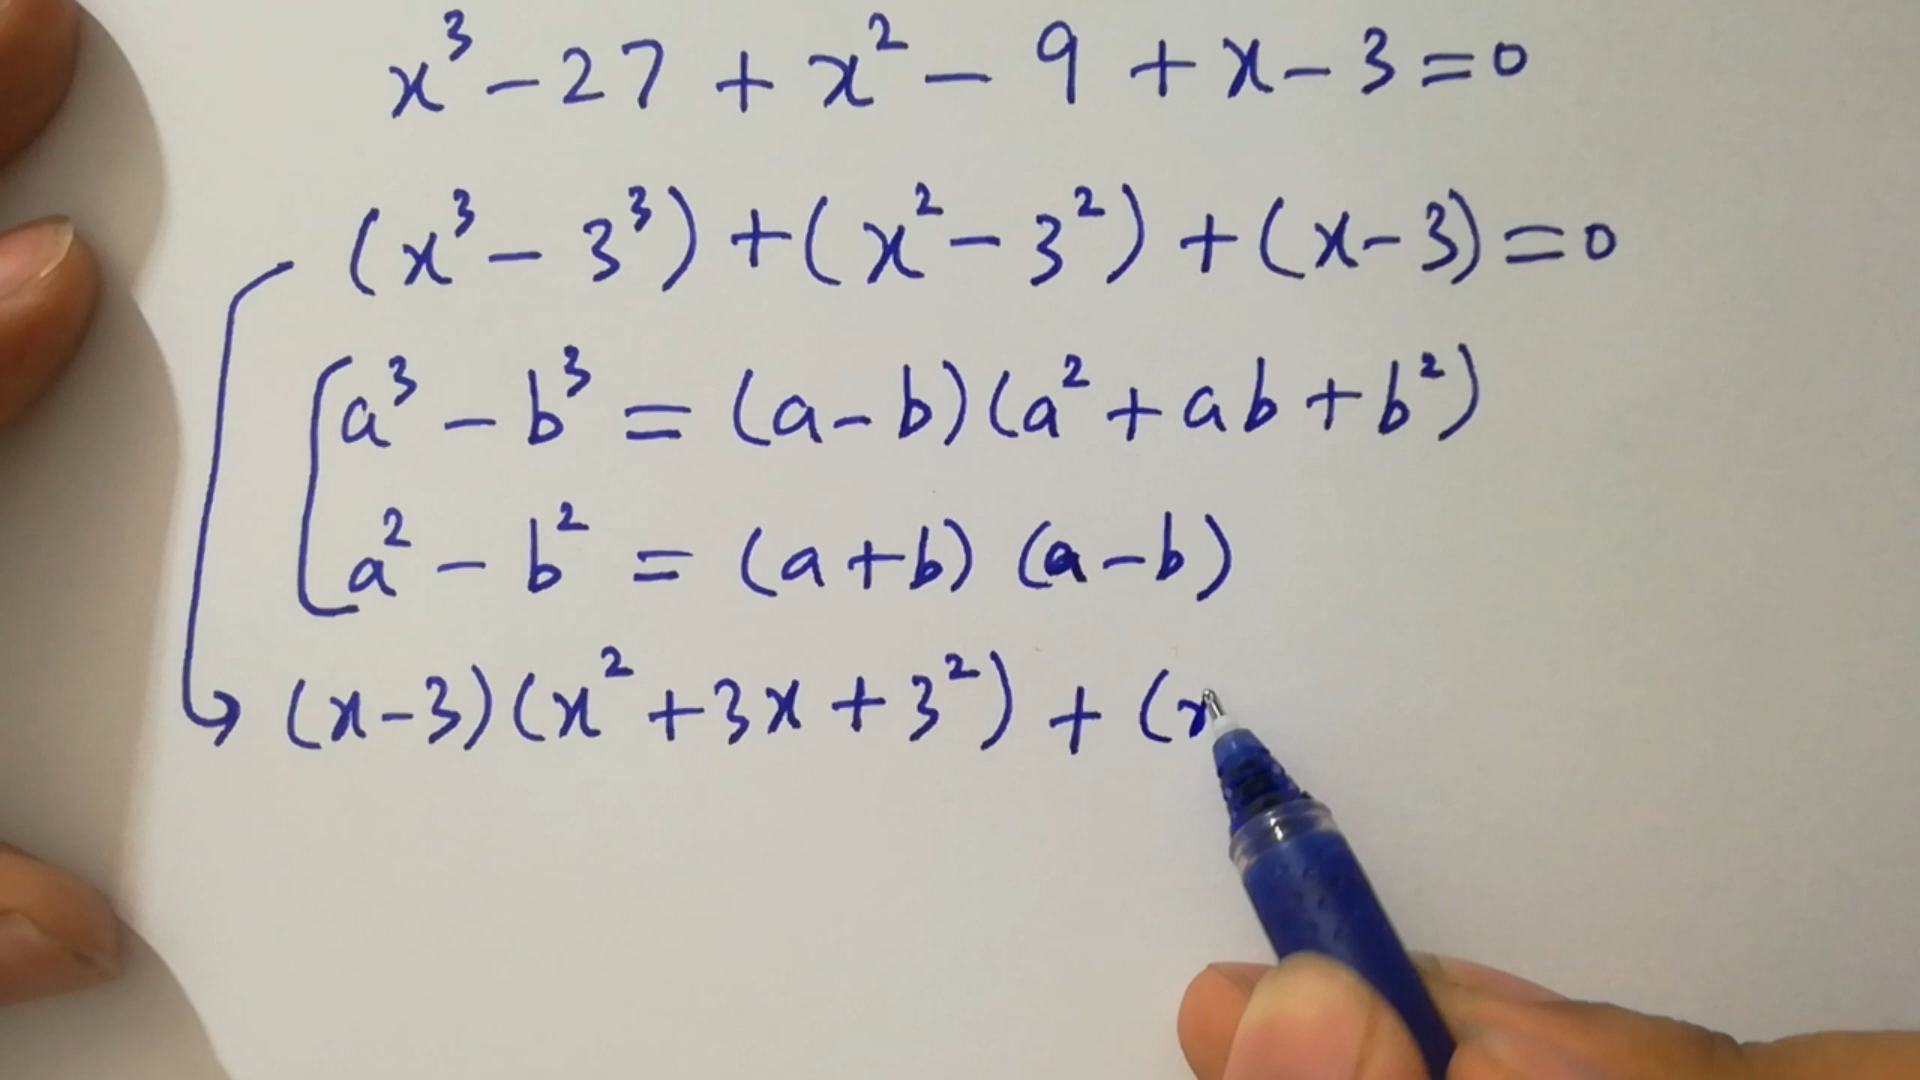 x³ - 27 + x² - 9 + x - 3 = 0
(x³ - 3³) + (x² - 3²) + (x - 3) = 0
a³ - b³ = (a - b)(a² + ab + b²)
a² - b² = (a + b) (a - b)
(x - 3)(x² + 3x + 3²) + (x